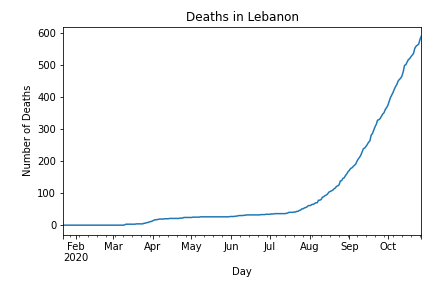 Deaths in Lebanon
600
500
400
300
200
100
0
Number of Deaths
Feb Mar Apr May Jun Jul Aug Sep Oct
2020
Day